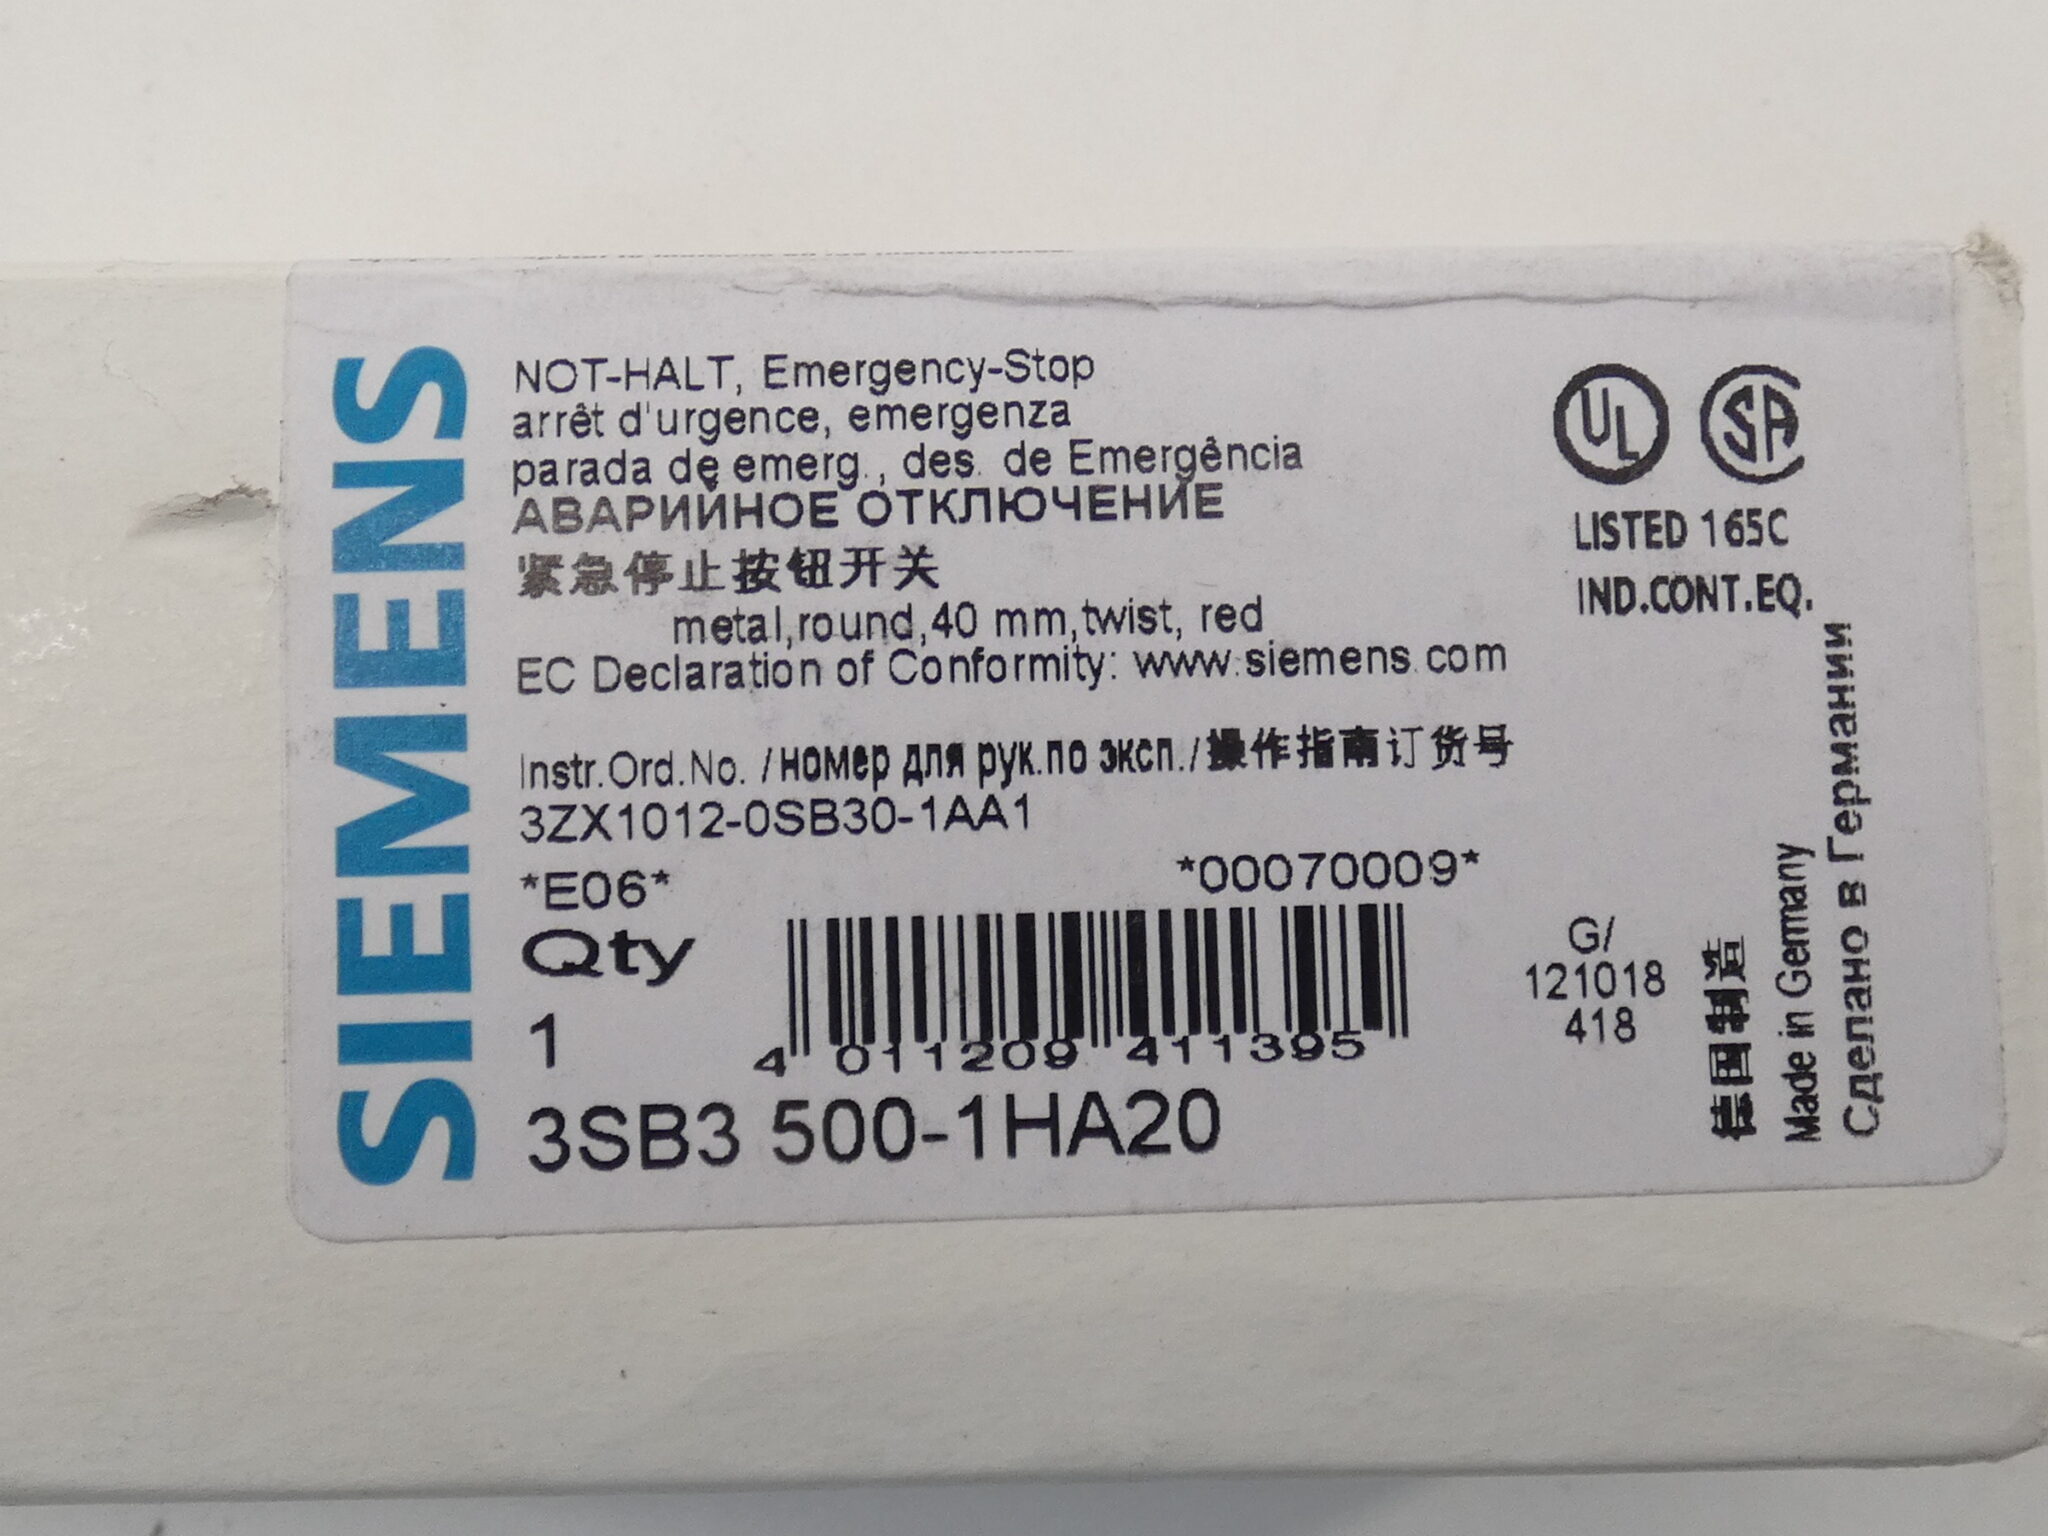 SIEMENS
NOT-HALT, Emergency-Stop
arrêt d'urgence, emergenza
parada de emerg., des. de Emergência
АВАРИЙНОЕ ОТКЛЮЧЕНИЕ
紧急停止按钮开关
metal,round,40 mm,twist, red
EC Declaration of Conformity: www.siemens.com
Instr.Ord.No. /номер для рук.по эксп./操作指南订货号
3ZX1012-0SB30-1AA1
*E06*
*00070009*
Qty
1
4 011209 411395
3SB3 500-1HA20
UL
SA
LISTED 165C
IND.CONT.EQ.
G/
121018
418
德国制造
Made in Germany
Сделано в Германии